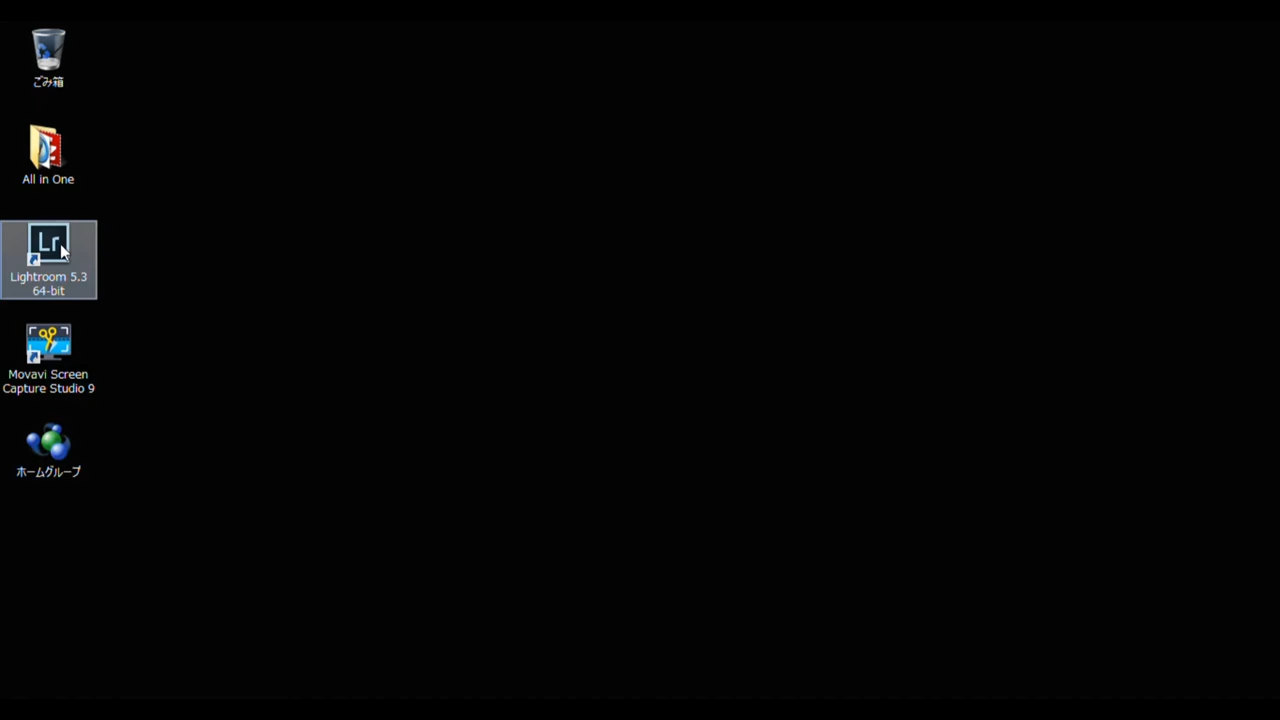 ごみ箱
All in One
Lr
Lightroom 5.3
64-bit
Movavi Screen
Capture Studio 9
ホームグループ